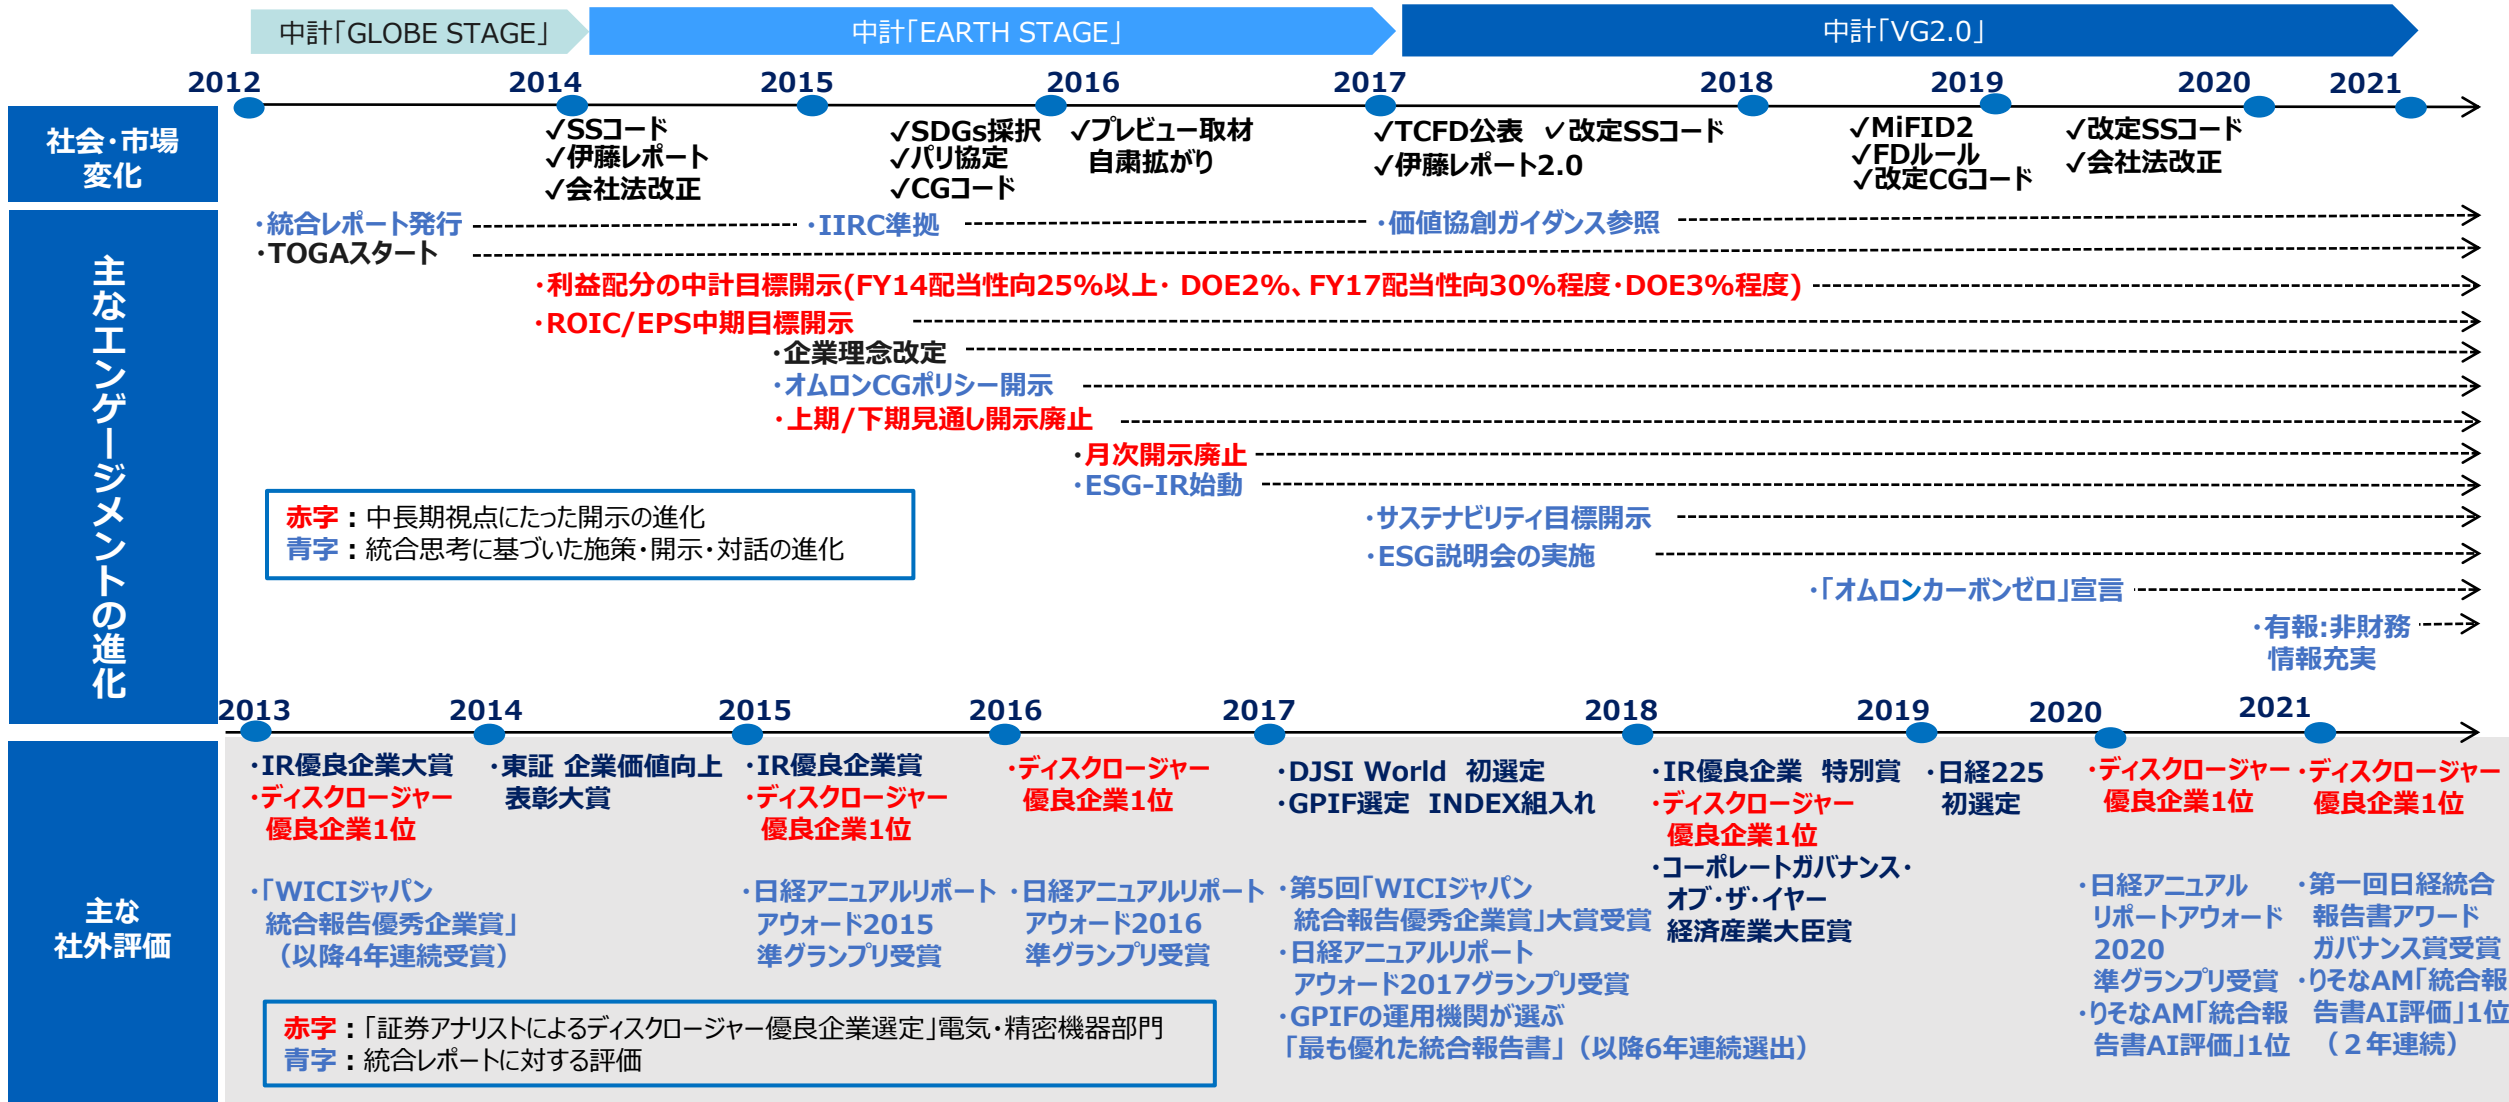 中計｢GLOBE STAGE｣
中計｢EARTH STAGE｣
中計｢VG2.0｣
2012
2014
2015
2016
2017
2018
2019
2020
2021
社会･市場
変化
✓SSコード
✓伊藤レポート
✓会社法改正
✓SDGs採択
✓パリ協定
✓CGコード
✓プレビュー取材
自粛拡がり
✓TCFD公表 ✓改定SSコード
✓伊藤レポート2.0
✓MiFID2
✓FDルール
✓改定CGコード
✓改定SSコード
✓会社法改正
主なエンゲージメントの進化
･統合レポート発行
･IIRC準拠
･価値協創ガイダンス参照
･TOGAスタート
･利益配分の中計目標開示(FY14配当性向25%以上･ DOE2%、FY17配当性向30%程度･DOE3%程度)
･ROIC/EPS中期目標開示
･企業理念改定
･オムロンCGポリシー開示
･上期/下期見通し開示廃止
･月次開示廃止
･ESG-IR始動
･サステナビリティ目標開示
･ESG説明会の実施
･｢オムロンカーボンゼロ｣宣言
･有報:非財務
情報充実
赤字：中長期視点にたった開示の進化
青字：統合思考に基づいた施策･開示･対話の進化
2013
2014
2015
2016
2017
2018
2019
2020
2021
主な
社外評価
･IR優良企業大賞
･ディスクロージャー
優良企業1位
･｢WICIジャパン
統合報告優秀企業賞｣
（以降4年連続受賞）
･東証 企業価値向上
表彰大賞
･IR優良企業賞
･ディスクロージャー
優良企業1位
･日経アニュアルリポート
アウォード2015
準グランプリ受賞
･ディスクロージャー
優良企業1位
･日経アニュアルリポート
アウォード2016
準グランプリ受賞
･DJSI World 初選定
･GPIF選定 INDEX組入れ
･第5回｢WICIジャパン
統合報告優秀企業賞｣大賞受賞
･日経アニュアルリポート
アウォード2017グランプリ受賞
･GPIFの運用機関が選ぶ
｢最も優れた統合報告書｣（以降6年連続選出）
･IR優良企業 特別賞
･ディスクロージャー
優良企業1位
･コーポレートガバナンス･
オブ･ザ･イヤー
経済産業大臣賞
･日経225
初選定
･ディスクロージャー
優良企業1位
･日経アニュアル
リポートアウォード
2020
準グランプリ受賞
･りそなAM｢統合報
告書AI評価｣1位
･ディスクロージャー
優良企業1位
･第一回日経統合
報告書アワード
ガバナンス賞受賞
･りそなAM｢統合報
告書AI評価｣1位
（２年連続）
赤字：｢証券アナリストによるディスクロージャー優良企業選定｣電気･精密機器部門
青字：統合レポートに対する評価